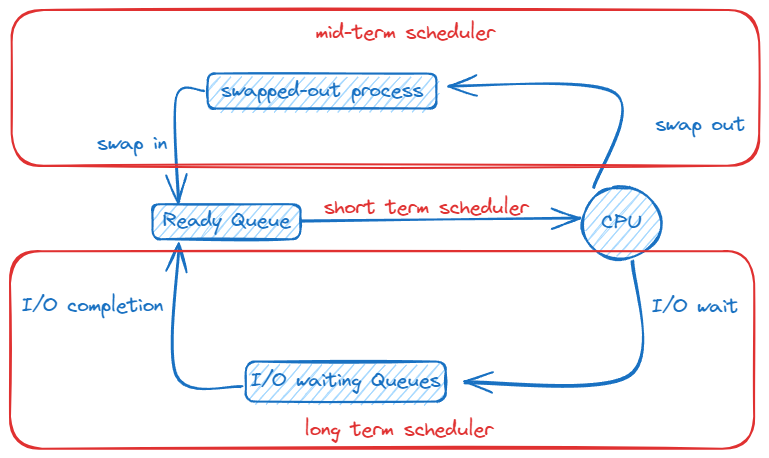 mid-term scheduler
swapped-out process
swap in
swap out
Ready Queue
short term scheduler
CPU
I/O completion
I/O wait
I/O waiting Queues
long term scheduler